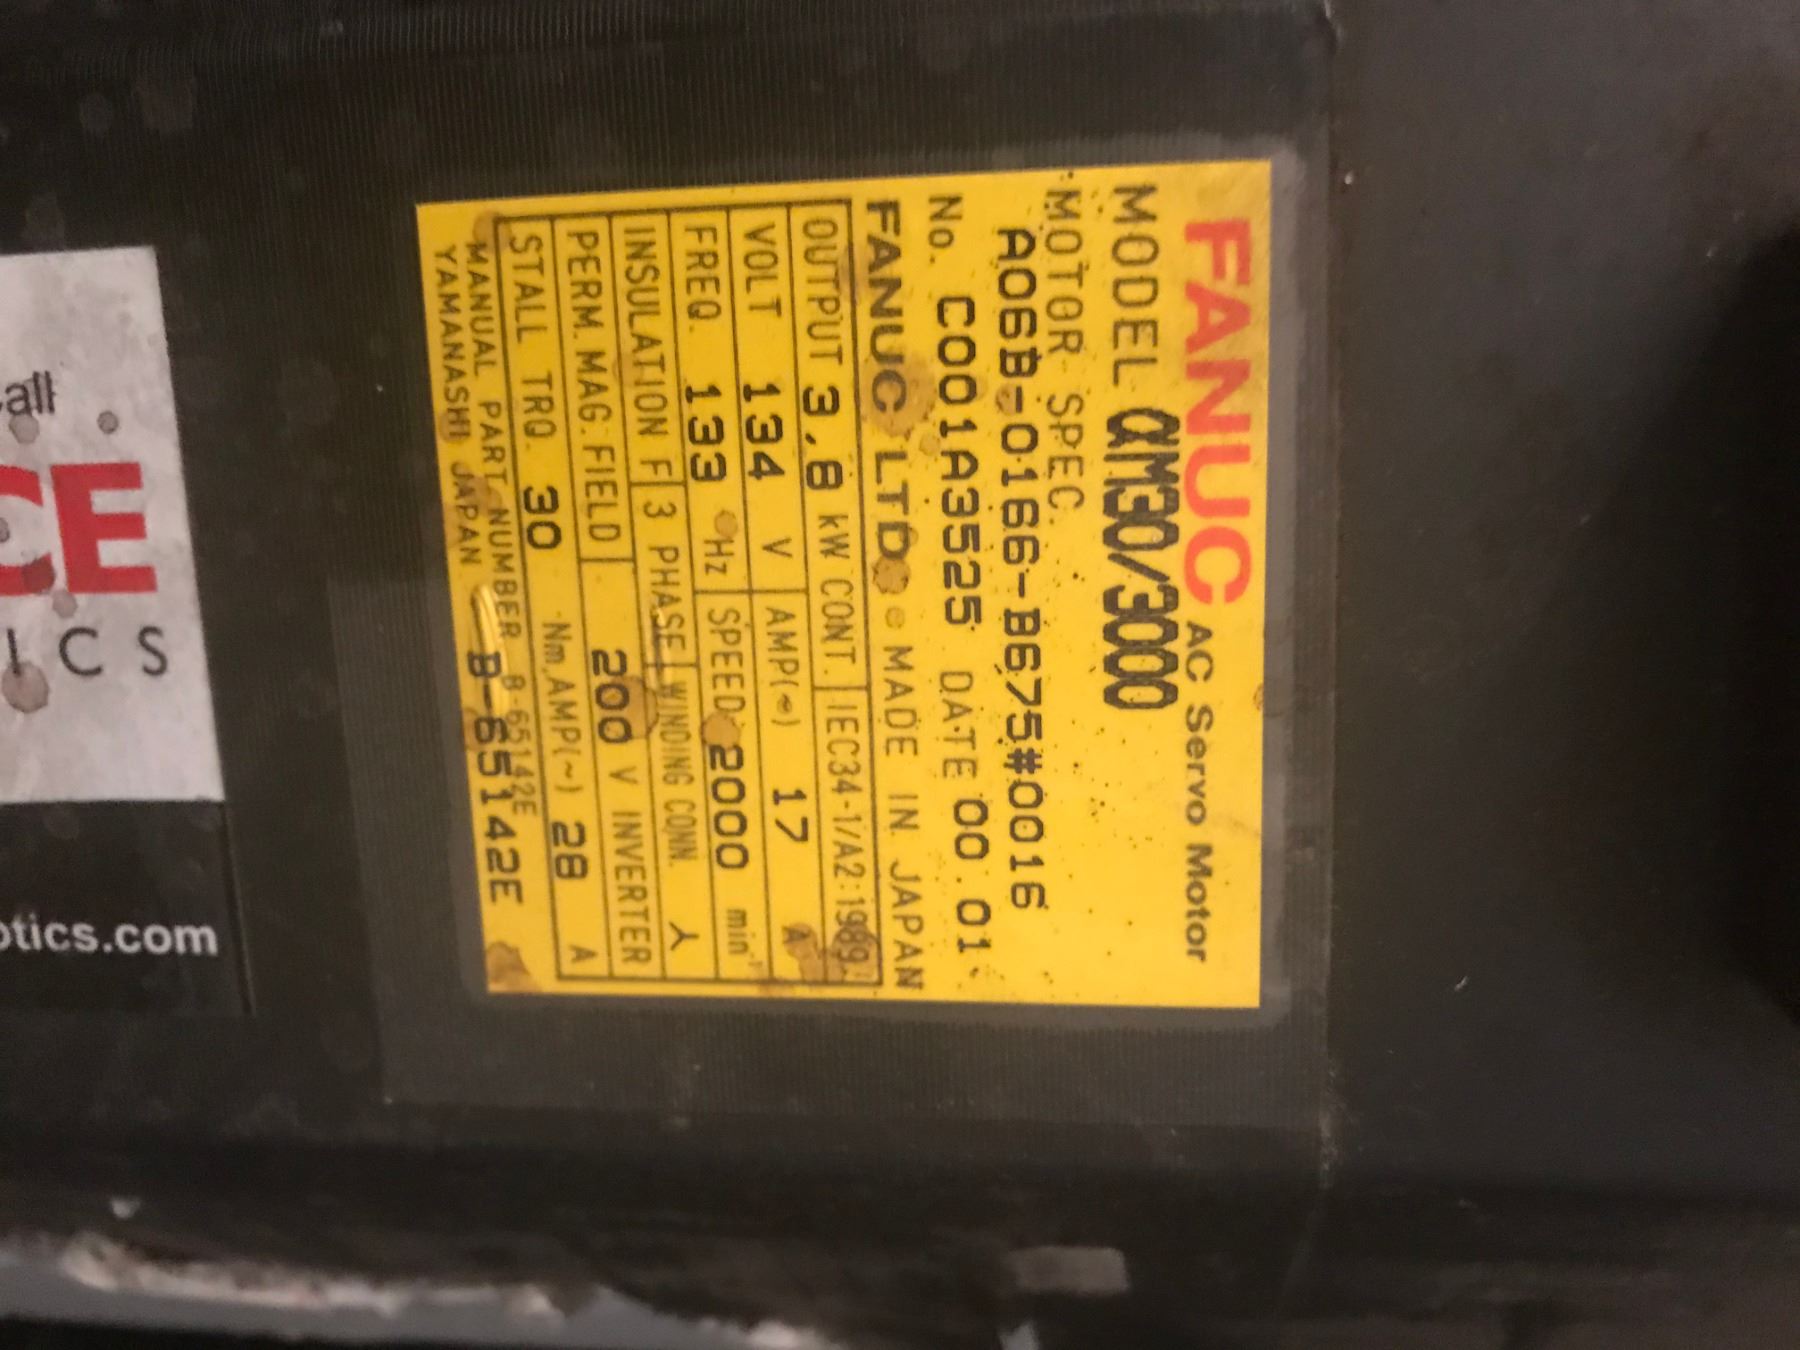 FANUC AC Servo Motor
MODEL αM30/3000
MOTOR SPEC.
A06B-0166-B675#0016
No. C001A3525 DATE 00.01
FANUC LTD MADE IN JAPAN
OUTPUT 3.8 kW CONT. IEC34-1/A2:1989
VOLT 134 V AMP(~) 17 A
FREQ. 133 Hz SPEED 2000 min⁻¹
INSULATION F 3 PHASE WINDING CONN. 人
PERM. MAG. FIELD 200 V INVERTER
STALL TRQ. 30 Nm, AMP(~) 28 A
MANUAL PART NUMBER B-65142E
YAMANASHI JAPAN B-65142E
all
CE
ICS
otics.com